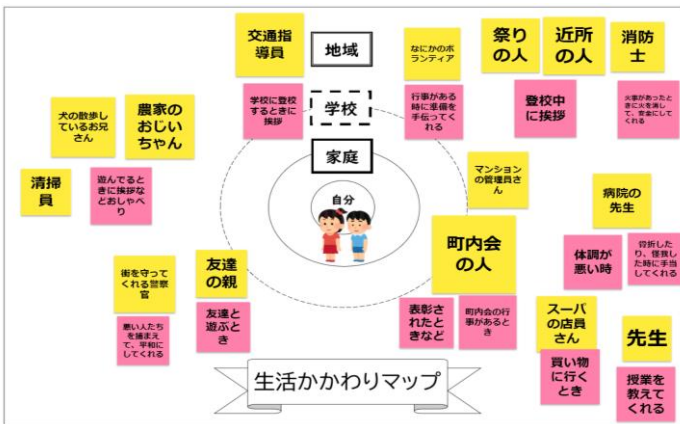 交通指
導員
地域
なにかのボ
ランティア
祭り
の人
近所
の人
消防
士
学校に登校
するときに
挨拶
学校
行事がある
時に準備を
手伝ってく
れる
登校中
に挨拶
火事があったと
きに火を消し
て、安全にして
くれる
犬の散歩し
ているお兄
さん
農家の
おじい
ちゃん
家庭
清掃
員
遊んでると
きに挨拶な
どおしゃべ
り
自分
マンション
の管理員さ
ん
病院の
先生
町内会
の人
体調が
悪い時
骨折した
り、怪我し
た時に手当
してくれる
街を守って
くれる警察
官
友達
の親
悪い人たち
を捕まえ
て、平和に
してくれる
友達と
遊ぶと
き
表彰さ
れたと
きなど
町内会の行
事があると
き
スーパ
の店員
さん
先生
買い物
に行く
とき
授業を
教えて
くれる
生活かかわりマップ